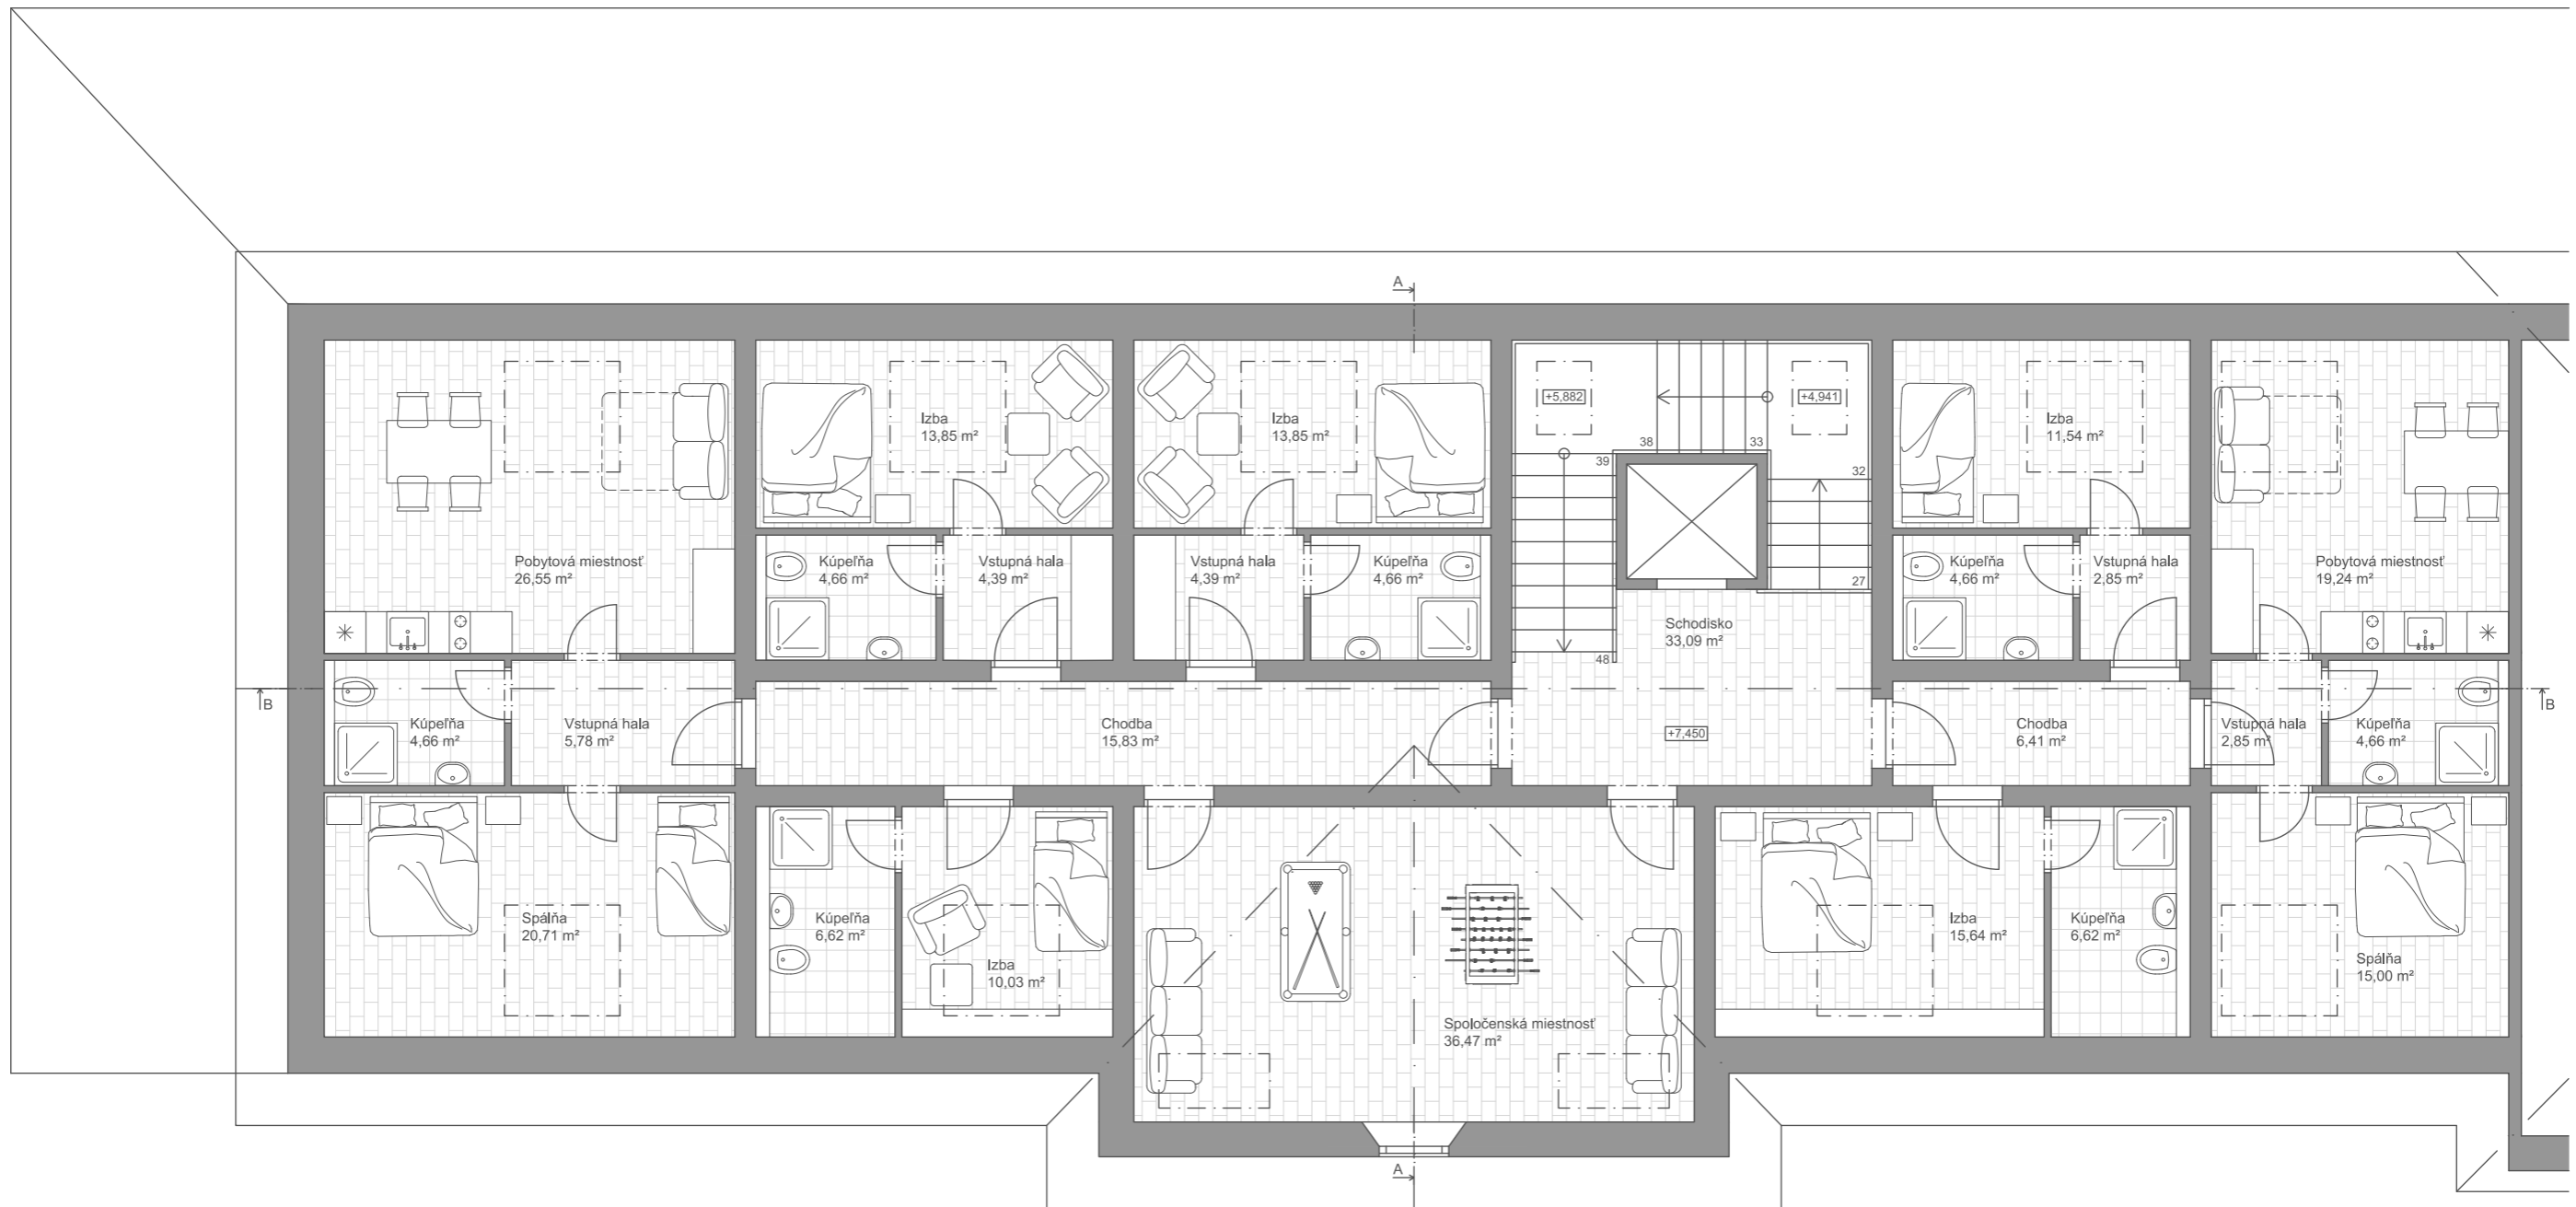 A
+5,882
+4,941
Izba
13,85 m²
Izba
13,85 m²
Izba
11,54 m²
38
33
39
32
Pobytová miestnosť
26,55 m²
Kúpeľňa
4,66 m²
Vstupná hala
4,39 m²
Vstupná hala
4,39 m²
Kúpeľňa
4,66 m²
27
Kúpeľňa
4,66 m²
Vstupná hala
2,85 m²
Pobytová miestnosť
19,24 m²
Schodisko
33,09 m²
48
B
B
Kúpeľňa
4,66 m²
Vstupná hala
5,78 m²
Chodba
15,83 m²
+7,450
Chodba
6,41 m²
Vstupná hala
2,85 m²
Kúpeľňa
4,66 m²
Spálňa
20,71 m²
Kúpeľňa
6,62 m²
Izba
10,03 m²
Spoločenská miestnosť
36,47 m²
Izba
15,64 m²
Kúpeľňa
6,62 m²
Spálňa
15,00 m²
A